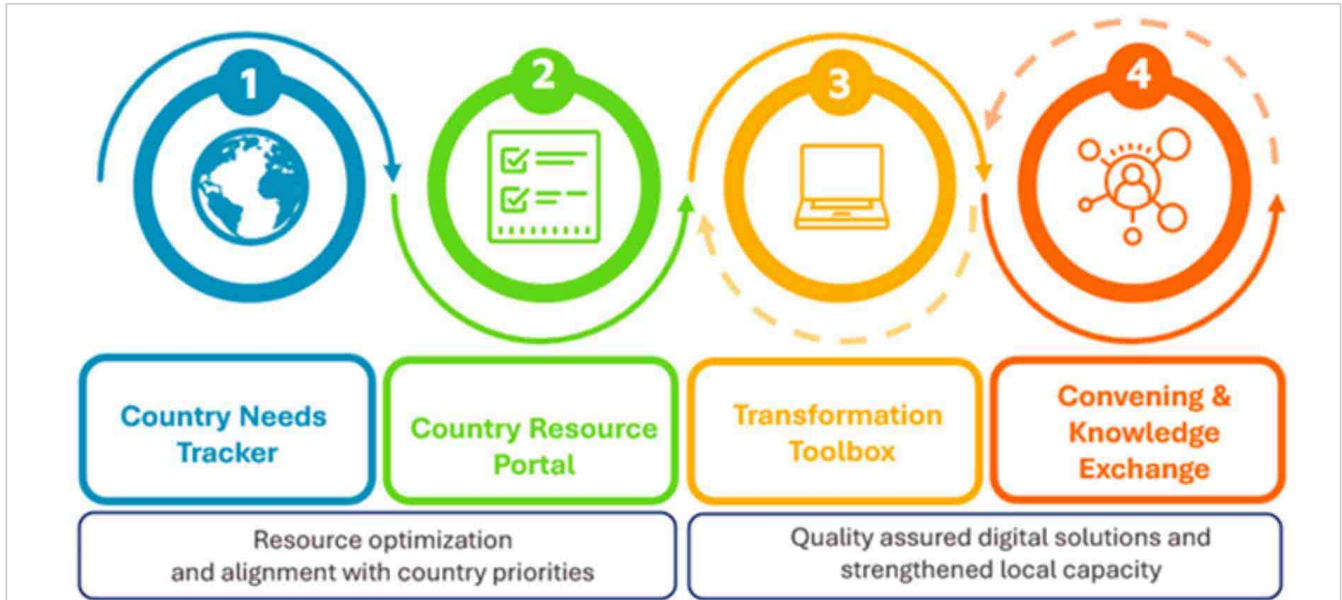 1
2
3
4
Country Needs
Tracker
Country Resource
Portal
Transformation
Toolbox
Convening &
Knowledge
Exchange
Resource optimization
and alignment with country priorities
Quality assured digital solutions and
strengthened local capacity